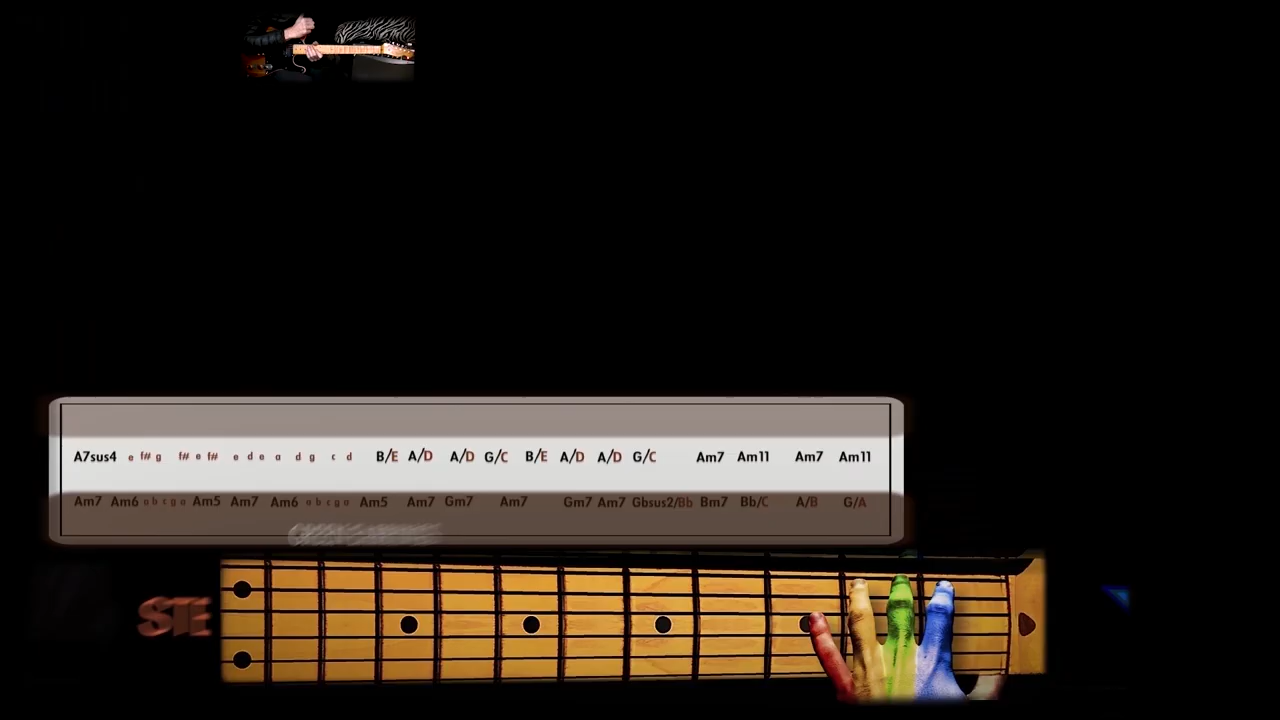 A7sus4 e f# g f# e f# e d e a d g c d B/E A/D A/D G/C B/E A/D A/D G/C Am7 Am11 Am7 Am11
Am7 Am6 a b c g a Am5 Am7 Am6 a b c g a Am5 Am7 Gm7 Am7 Gm7 Am7 Gbsus2/Bb Bm7 Bb/C A/B G/A
STE